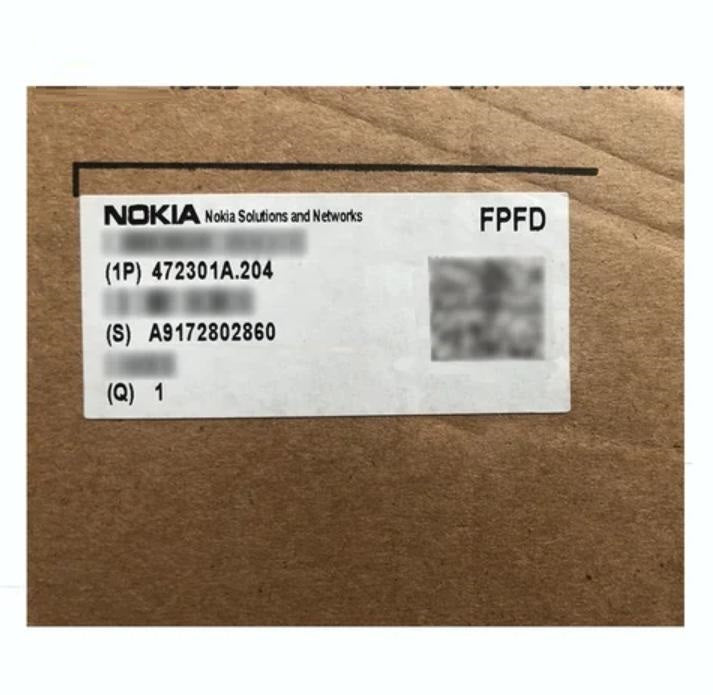 NOKIA Nokia Solutions and Networks FPFD
(1P) 472301A.204
(S) A9172802860
(Q) 1